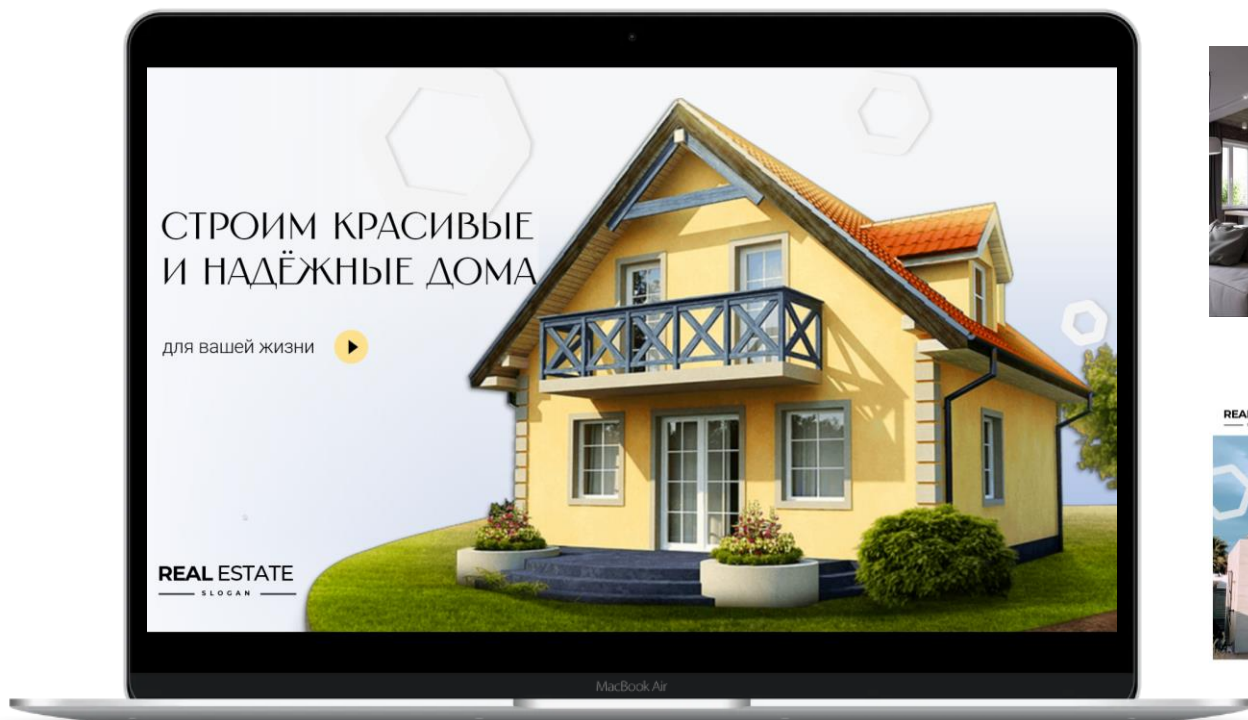 СТРОИМ КРАСИВЫЕ
И НАДЁЖНЫЕ ДОМА
для вашей жизни
REAL ESTATE
SLOGAN
MacBook Air